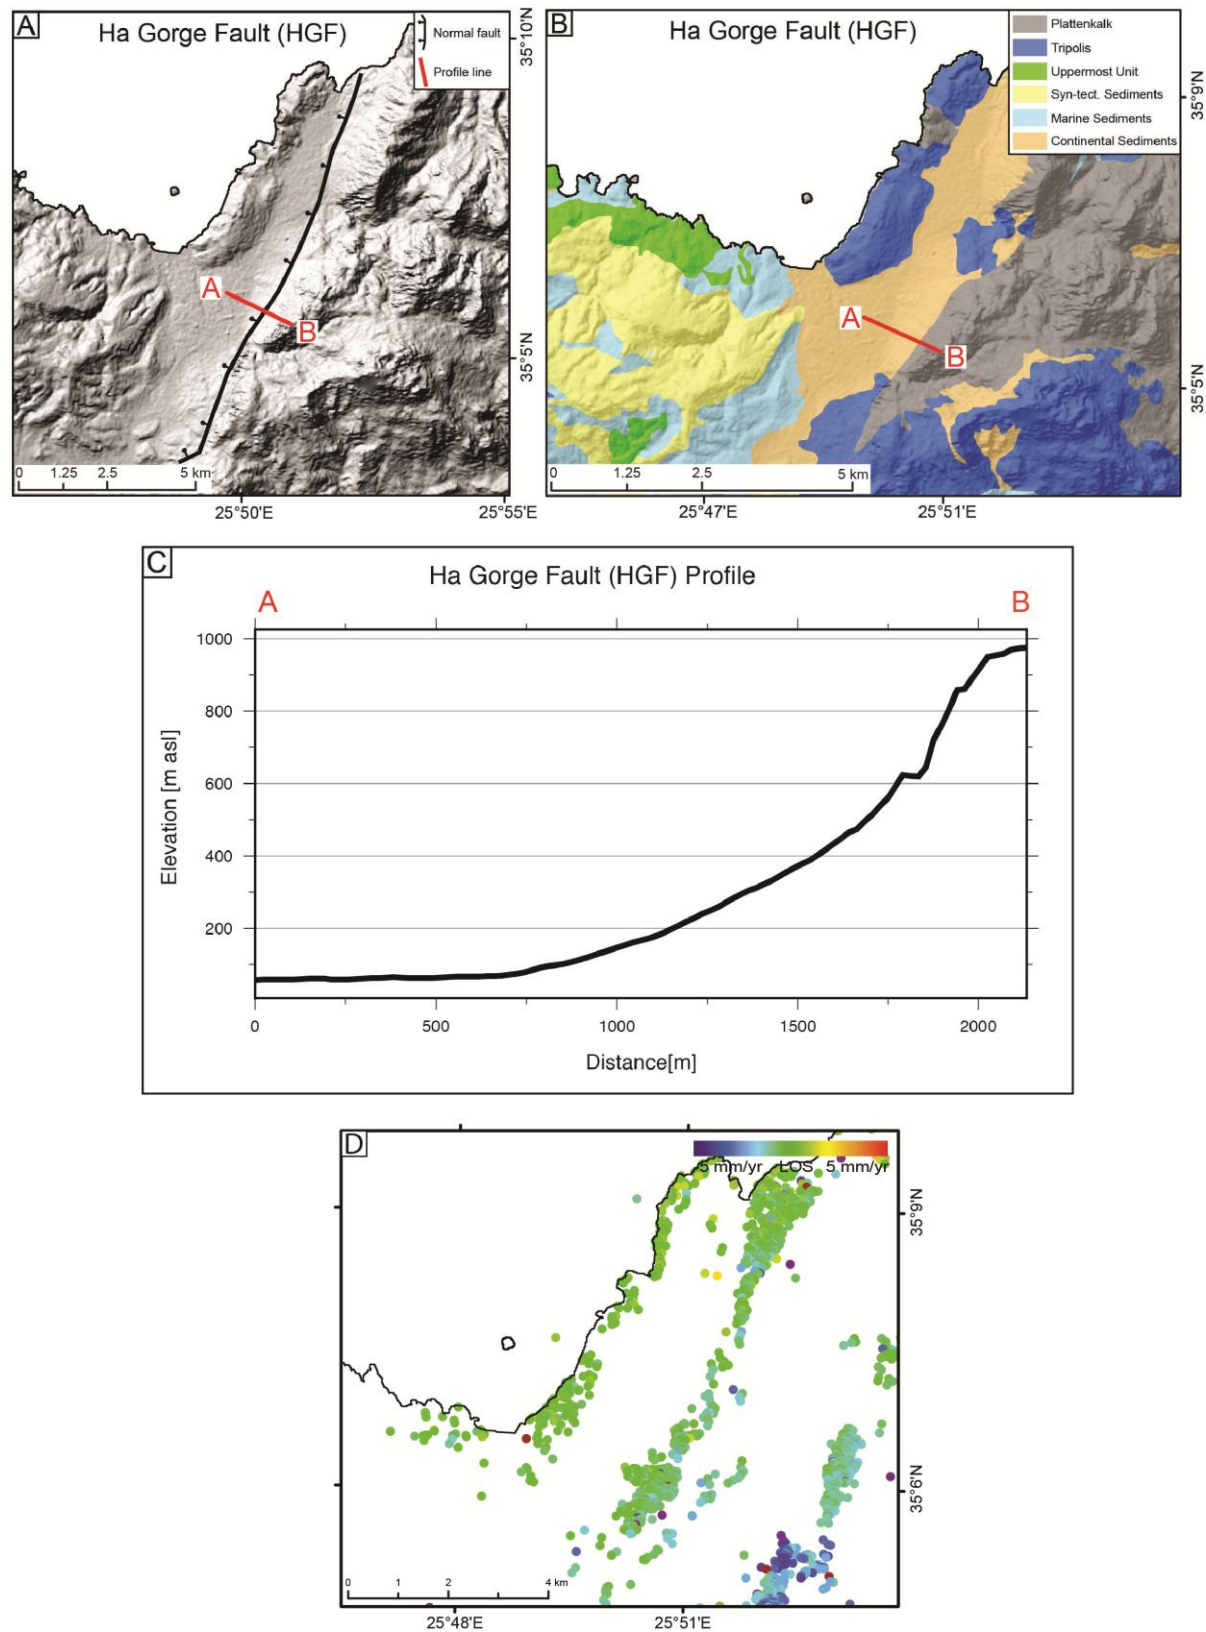 A
Ha Gorge Fault (HGF)
Normal fault
Profile line
35°10'N
A
B
35°5'N
0 1.25 2.5 5 km
25°50'E 25°55'E
B
Ha Gorge Fault (HGF)
Plattenkalk
Tripolis
Uppermost Unit
Syn-tect. Sediments
Marine Sediments
Continental Sediments
35°9'N
A
B
35°5'N
0 1.25 2.5 5 km
25°47'E 25°51'E
C
Ha Gorge Fault (HGF) Profile
A B
1000
800
600
400
200
Elevation [m asl]
0 500 1000 1500 2000
Distance[m]
D
-5 mm/yr LOS 5 mm/yr
35°9'N
35°6'N
0 1 2 4 km
25°48'E 25°51'E